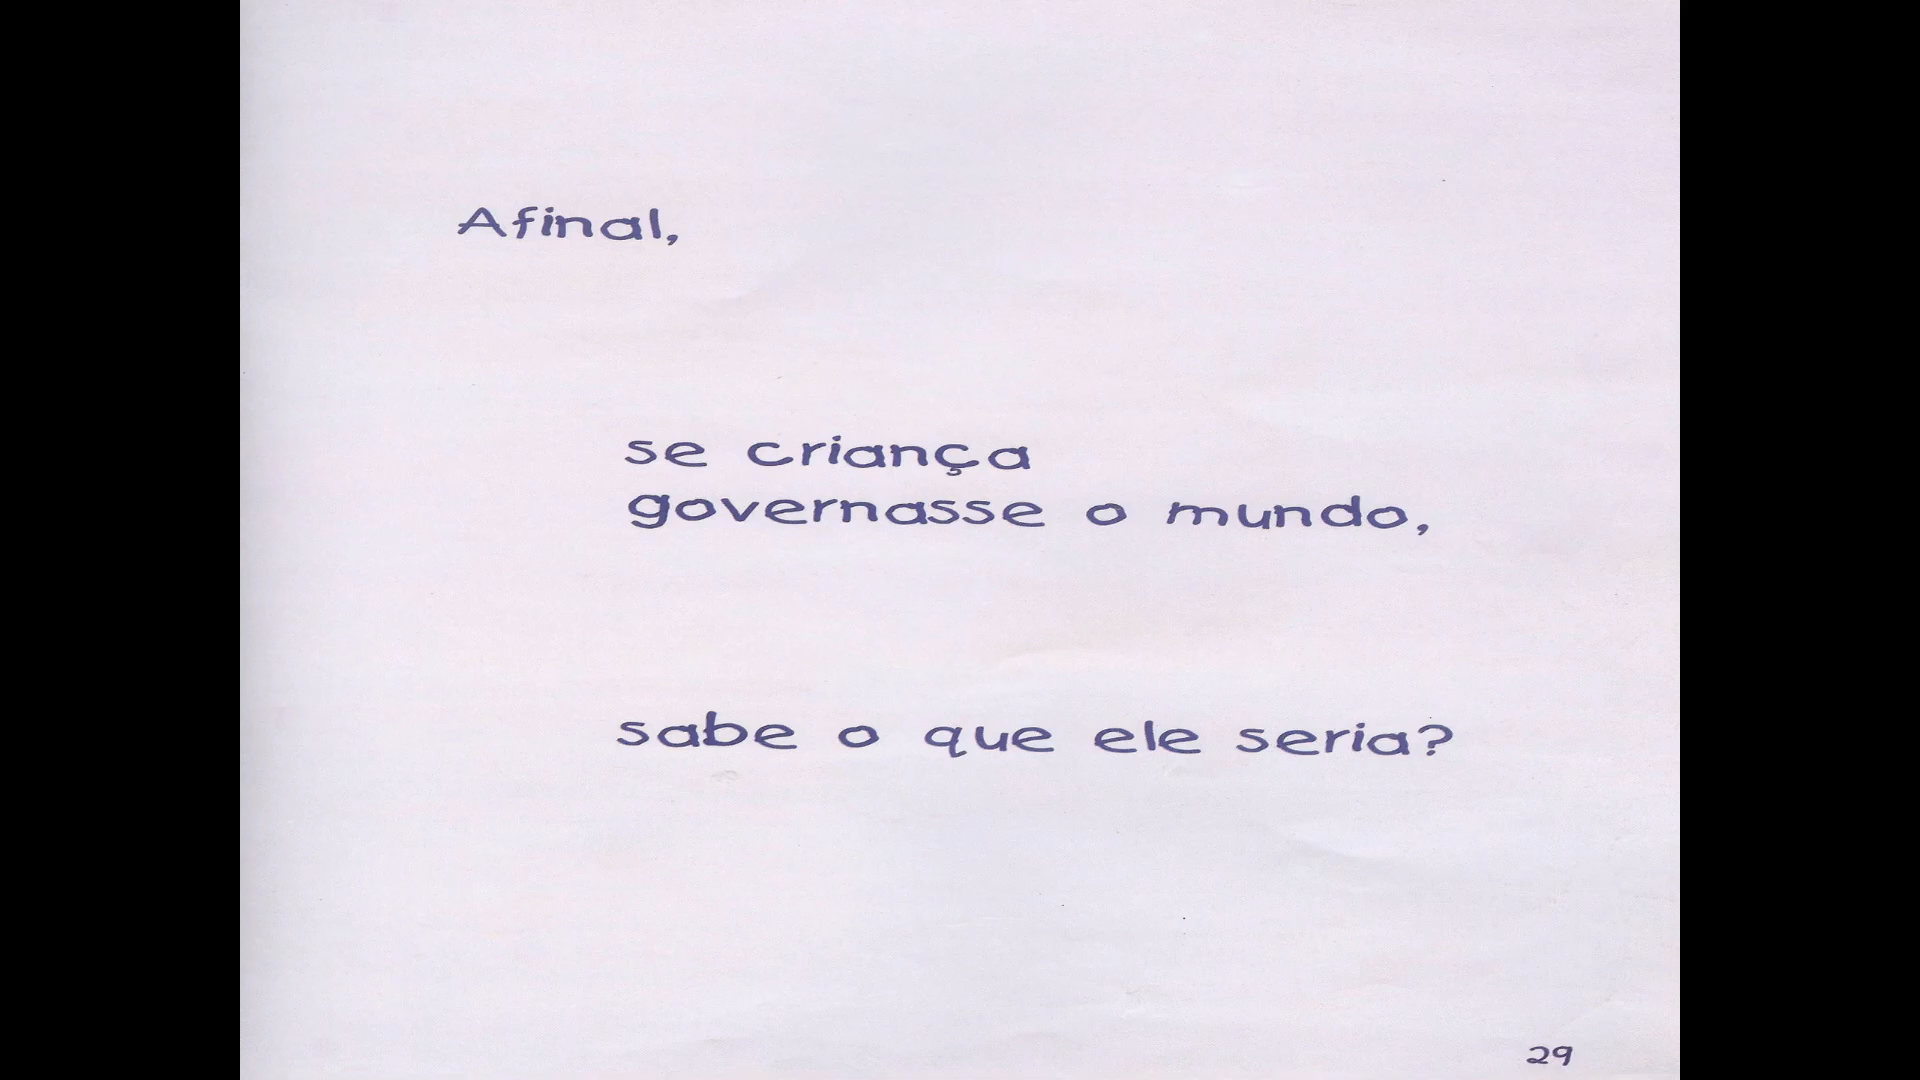 Afinal,
se criança
governasse o mundo,
sabe o que ele seria?
29